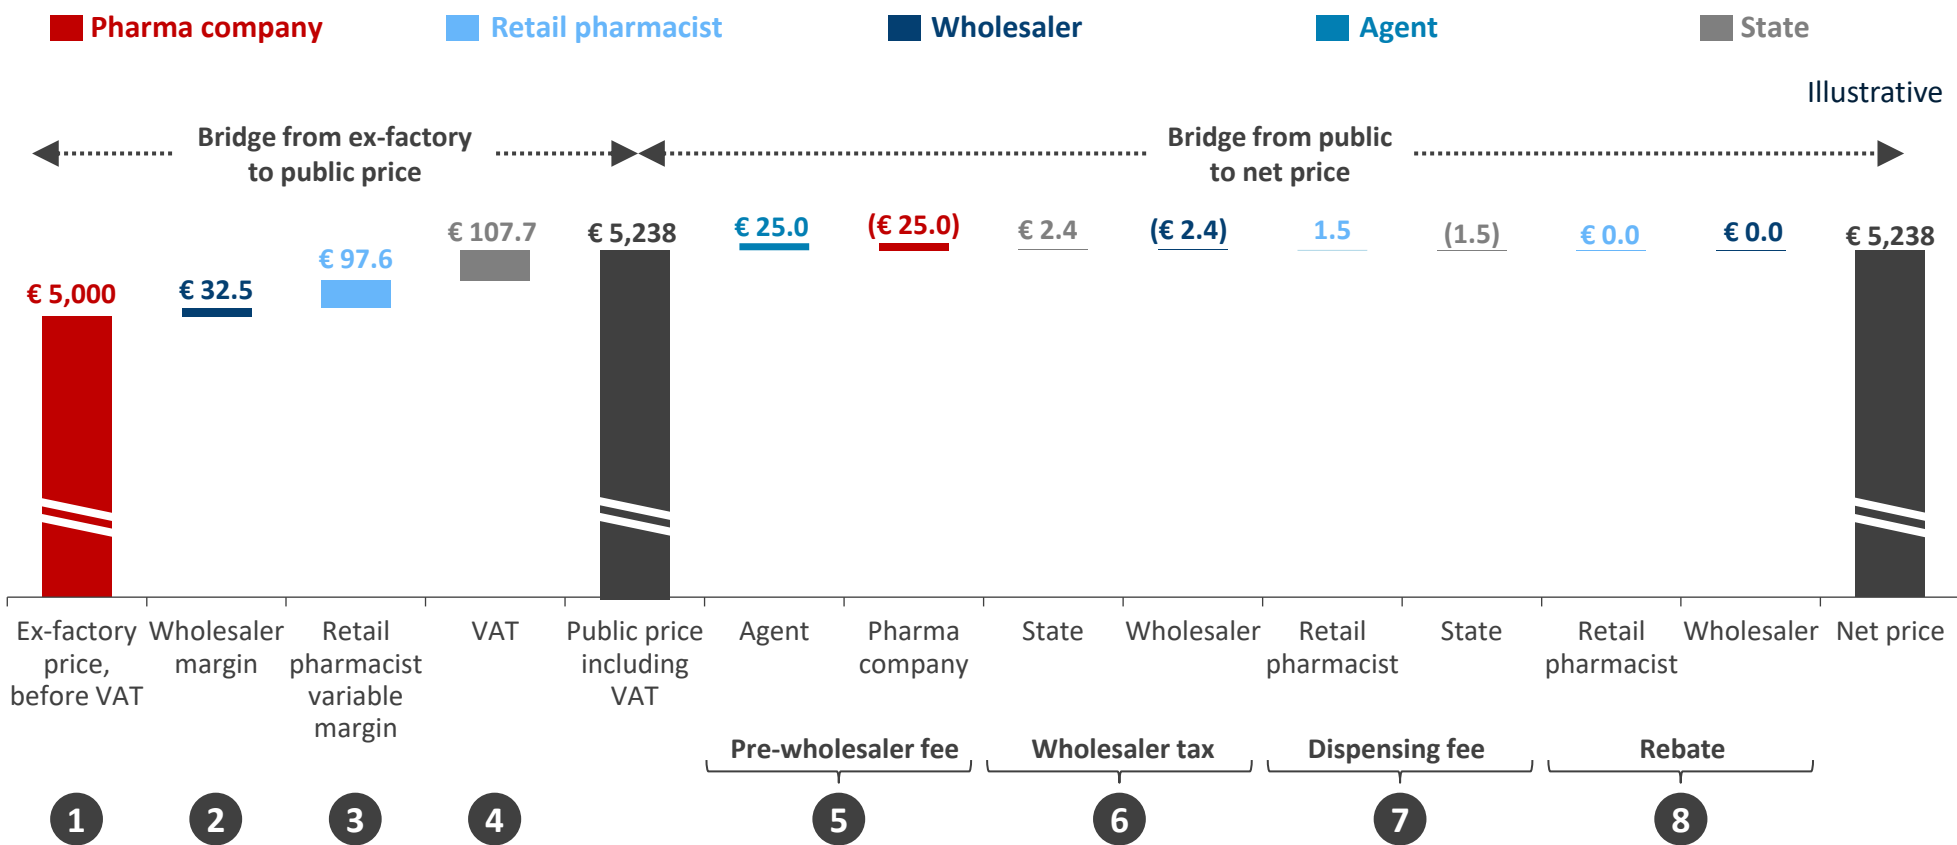 Pharma company
Retail pharmacist
Wholesaler
Agent
State
Illustrative
Bridge from ex-factory
to public price
Bridge from public
to net price
€ 5,000
€ 32.5
€ 97.6
€ 107.7
€ 5,238
€ 25.0
(€ 25.0)
€ 2.4
(€ 2.4)
1.5
(1.5)
€ 0.0
€ 0.0
€ 5,238
Ex-factory
price,
before VAT
Wholesaler
margin
Retail
pharmacist
variable
margin
VAT
Public price
including
VAT
Agent
Pharma
company
State
Wholesaler
Retail
pharmacist
State
Retail
pharmacist
Wholesaler
Net price
Pre-wholesaler fee
Wholesaler tax
Dispensing fee
Rebate
1
2
3
4
5
6
7
8